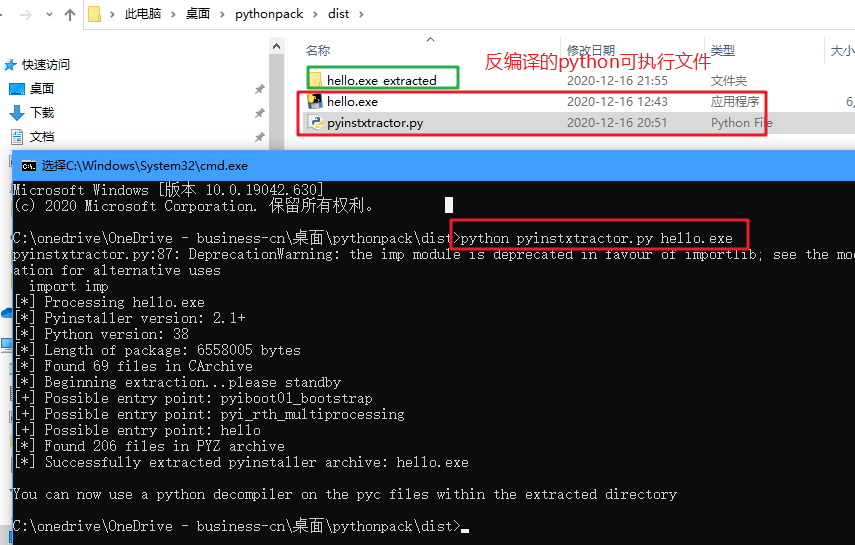 此电脑 › 桌面 › pythonpack › dist ›
快速访问
桌面
下载
文档
名称 修改日期 类型 大小
反编译的python可执行文件
hello.exe_extracted 2020-12-16 21:55 文件夹
hello.exe 2020-12-16 12:43 应用程序 6,
pyinstxtractor.py 2020-12-16 20:51 Python File
选择C:\Windows\System32\cmd.exe
Microsoft Windows [版本 10.0.19042.630]
(c) 2020 Microsoft Corporation. 保留所有权利。
C:\onedrive\OneDrive - business-cn\桌面\pythonpack\dist>python pyinstxtractor.py hello.exe
pyinstxtractor.py:87: DeprecationWarning: the imp module is deprecated in favour of importlib; see the mod
ation for alternative uses
import imp
[*] Processing hello.exe
[*] Pyinstaller version: 2.1+
[*] Python version: 38
[*] Length of package: 6558005 bytes
[*] Found 69 files in CArchive
[*] Beginning extraction...please standby
[+] Possible entry point: pyiboot01_bootstrap
[+] Possible entry point: pyi_rth_multiprocessing
[+] Possible entry point: hello
[*] Found 206 files in PYZ archive
[*] Successfully extracted pyinstaller archive: hello.exe
You can now use a python decompiler on the pyc files within the extracted directory
C:\onedrive\OneDrive - business-cn\桌面\pythonpack\dist>